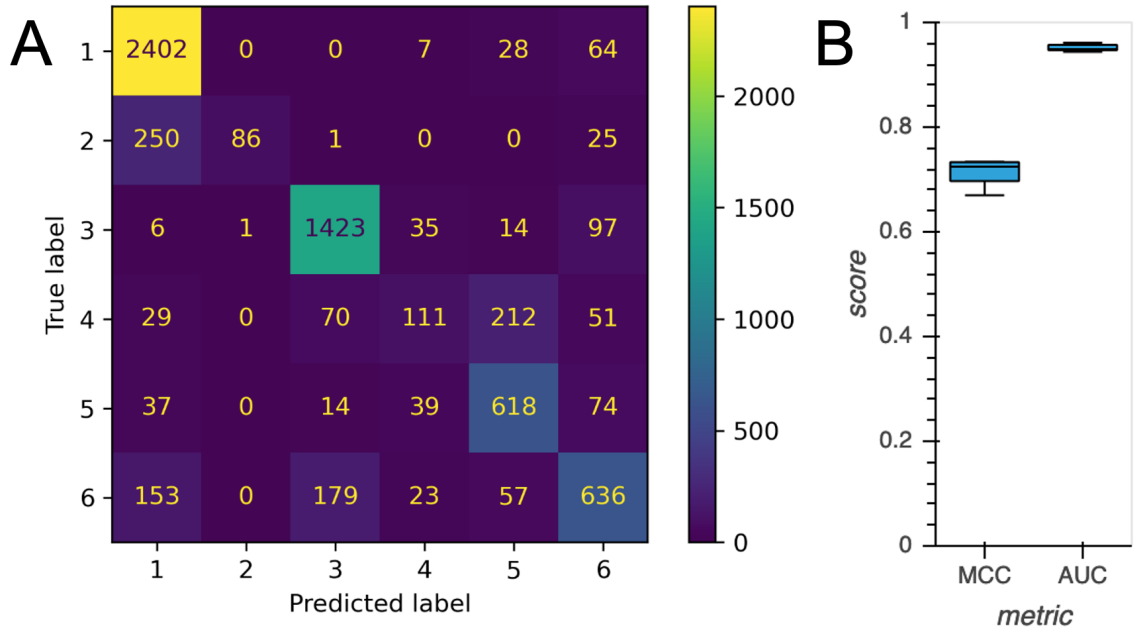 A
True label
1
2402 0 0 7 28 64
2
250 86 1 0 0 25
3
6 1 1423 35 14 97
4
29 0 70 111 212 51
5
37 0 14 39 618 74
6
153 0 179 23 57 636
1 2 3 4 5 6
Predicted label
2000
1500
1000
500
0
B
score
1
0.8
0.6
0.4
0.2
0
MCC AUC
metric